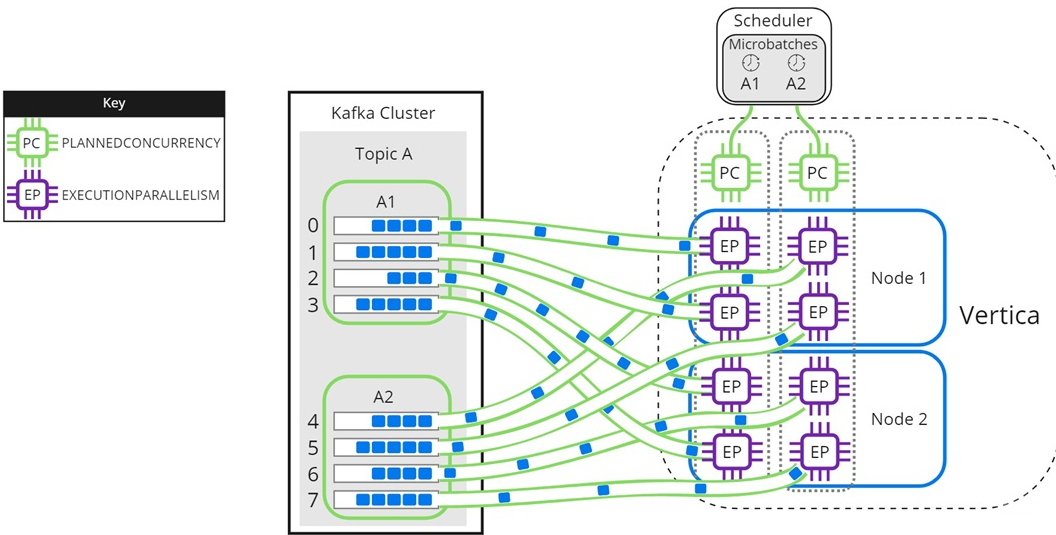 Key
PC PLANNEDCONCURRENCY
EP EXECUTIONPARALLELISM
Kafka Cluster
Topic A
A1
0
1
2
3
A2
4
5
6
7
Scheduler
Microbatches
A1 A2
PC PC
EP EP
Node 1
EP EP
Vertica
EP EP
Node 2
EP EP